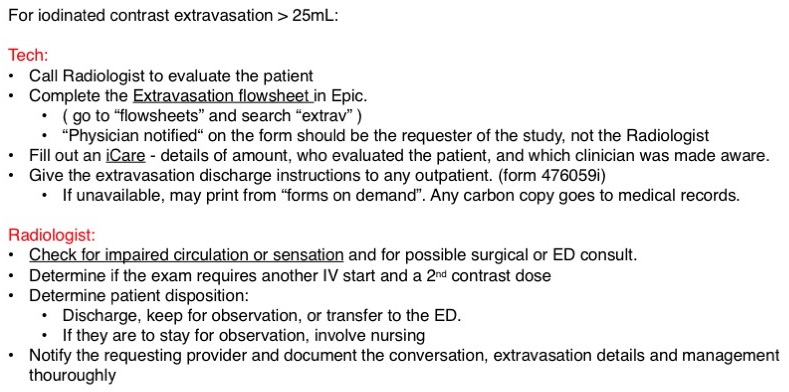 For iodinated contrast extravasation > 25mL:
Tech:
• Call Radiologist to evaluate the patient
• Complete the Extravasation flowsheet in Epic.
• ( go to “flowsheets” and search “extrav” )
• “Physician notified“ on the form should be the requester of the study, not the Radiologist
• Fill out an iCare - details of amount, who evaluated the patient, and which clinician was made aware.
• Give the extravasation discharge instructions to any outpatient. (form 476059i)
• If unavailable, may print from “forms on demand”. Any carbon copy goes to medical records.
Radiologist:
• Check for impaired circulation or sensation and for possible surgical or ED consult.
• Determine if the exam requires another IV start and a 2nd contrast dose
• Determine patient disposition:
• Discharge, keep for observation, or transfer to the ED.
• If they are to stay for observation, involve nursing
• Notify the requesting provider and document the conversation, extravasation details and management
thouroughly